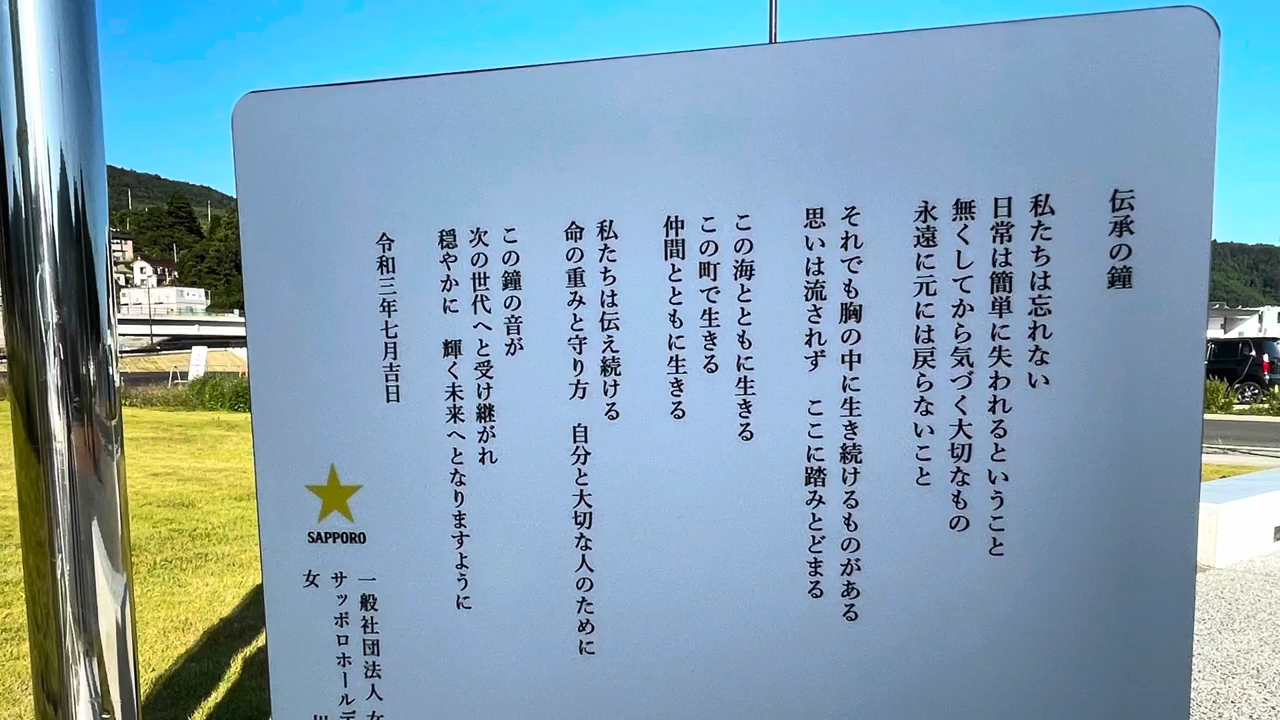 伝承の鐘
私たちは忘れない
日常は簡単に失われるということ
無くしてから気づく大切なもの
永遠に元には戻らないこと
それでも胸の中に生き続けるものがある
思いは流されず　ここに踏みとどまる
この海とともに生きる
この町で生きる
仲間とともに生きる
私たちは伝え続ける
命の重みと守り方　自分と大切な人のために
この鐘の音が
次の世代へと受け継がれ
穏やかに　輝く未来へとなりますように
令和三年七月吉日
SAPPORO
一般社団法人 女
サッポロホールデ
女